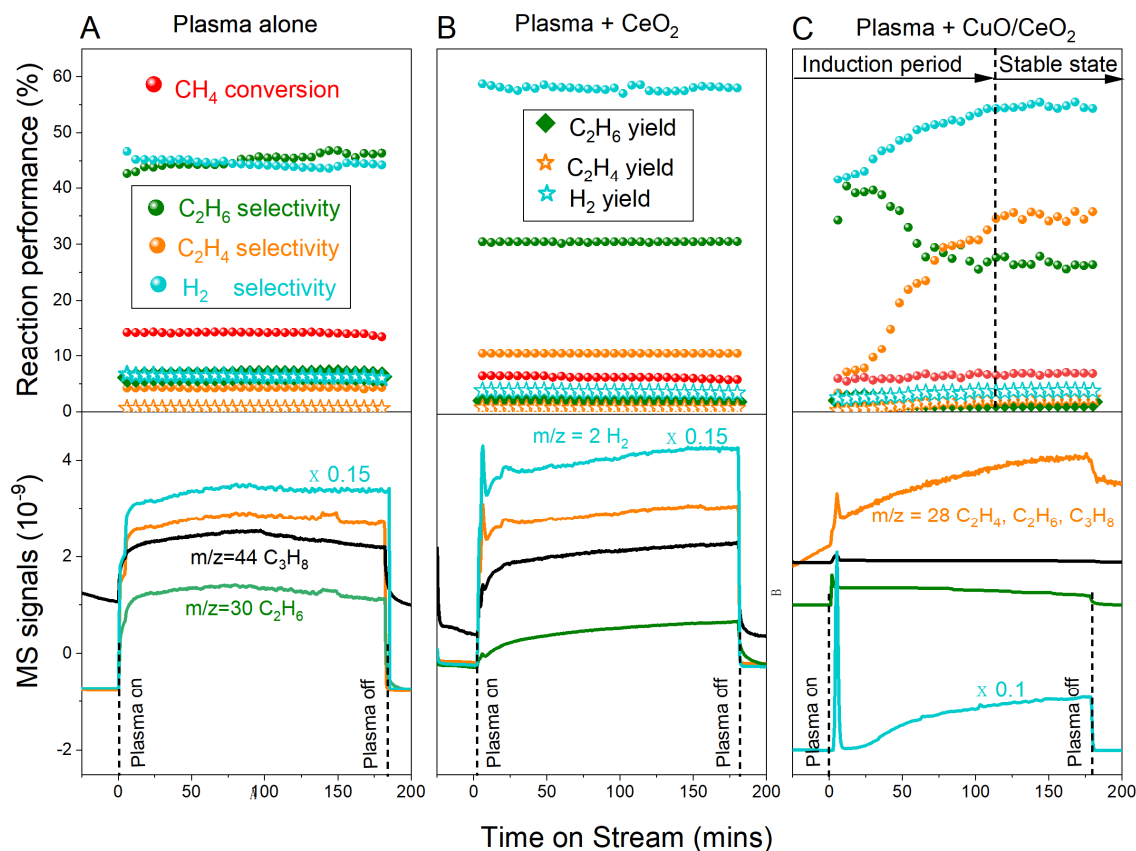 A Plasma alone
B Plasma + CeO2
C Plasma + CuO/CeO2
Reaction performance (%)
60
50
40
30
20
10
0
CH4 conversion
C2H6 selectivity
C2H4 selectivity
H2 selectivity
C2H6 yield
C2H4 yield
H2 yield
Induction period
Stable state
MS signals (10-9)
4
2
0
-2
x 0.15
m/z=44 C3H8
m/z=30 C2H6
Plasma on
Plasma off
m/z = 2 H2
x 0.15
Plasma on
Plasma off
B
m/z = 28 C2H4, C2H6, C3H8
x 0.1
Plasma on
Plasma off
0 50 100 150 200
0 50 100 150 200
0 50 100 150 200
Time on Stream (mins)